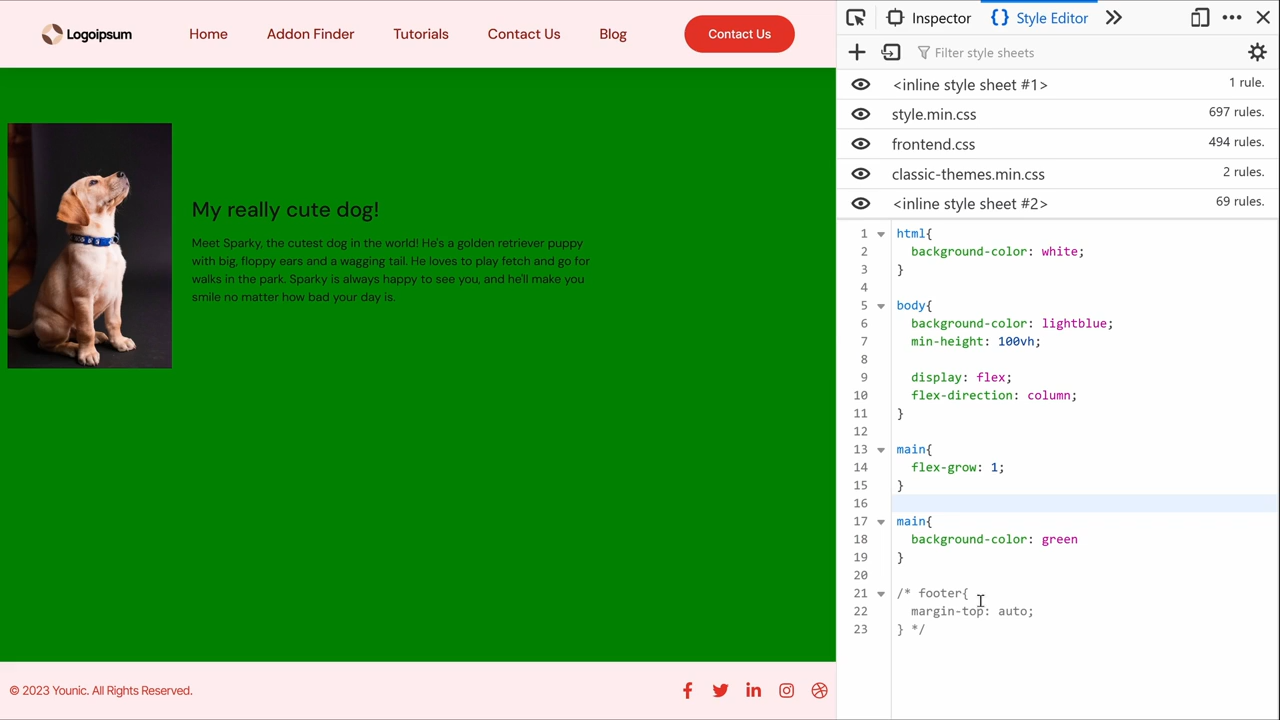 Logoipsum Home Addon Finder Tutorials Contact Us Blog Contact Us
My really cute dog!
Meet Sparky, the cutest dog in the world! He's a golden retriever puppy
with big, floppy ears and a wagging tail. He loves to play fetch and go for
walks in the park. Sparky is always happy to see you, and he'll make you
smile no matter how bad your day is.
© 2023 Younic. All Rights Reserved.
Inspector {} Style Editor
Filter style sheets
<inline style sheet #1> 1 rule.
style.min.css 697 rules.
frontend.css 494 rules.
classic-themes.min.css 2 rules.
<inline style sheet #2> 69 rules.
1 html{
2 background-color: white;
3 }
4
5 body{
6 background-color: lightblue;
7 min-height: 100vh;
8
9 display: flex;
10 flex-direction: column;
11 }
12
13 main{
14 flex-grow: 1;
15 }
16
17 main{
18 background-color: green
19 }
20
21 /* footer{
22 margin-top: auto;
23 } */